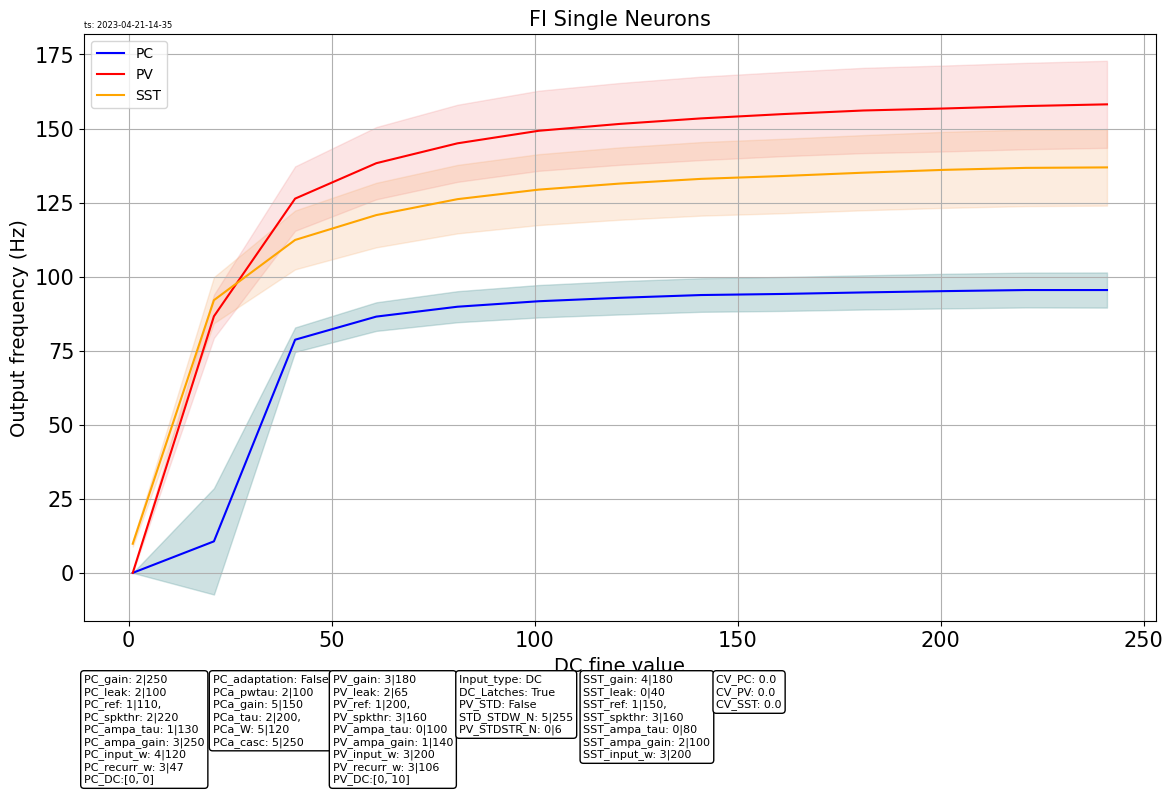 FI Single Neurons
ts: 2023-04-21-14-35
PC
PV
SST
Output frequency (Hz)
175
150
125
100
75
50
25
0
0 50 100 150 200 250
DC fine value
PC_gain: 2|250
PC_leak: 2|100
PC_ref: 1|110,
PC_spkthr: 2|220
PC_ampa_tau: 1|130
PC_ampa_gain: 3|250
PC_input_w: 4|120
PC_recurr_w: 3|47
PC_DC:[0, 0]
PC_adaptation: False
PCa_pwtau: 2|100
PCa_gain: 5|150
PCa_tau: 2|200,
PCa_W: 5|120
PCa_casc: 5|250
PV_gain: 3|180
PV_leak: 2|65
PV_ref: 1|200,
PV_spkthr: 3|160
PV_ampa_tau: 0|100
PV_ampa_gain: 1|140
PV_input_w: 3|200
PV_recurr_w: 3|106
PV_DC:[0, 10]
Input_type: DC
DC_Latches: True
PV_STD: False
STD_STDW_N: 5|255
PV_STDSTR_N: 0|6
SST_gain: 4|180
SST_leak: 0|40
SST_ref: 1|150,
SST_spkthr: 3|160
SST_ampa_tau: 0|80
SST_ampa_gain: 2|100
SST_input_w: 3|200
CV_PC: 0.0
CV_PV: 0.0
CV_SST: 0.0